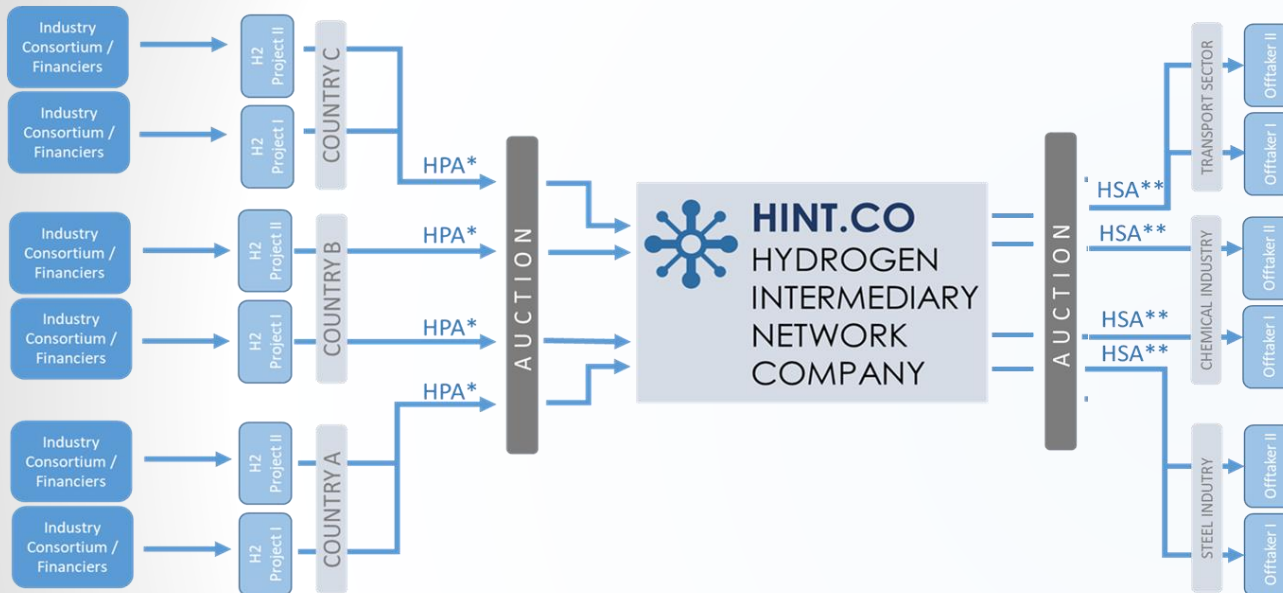 Industry
Consortium /
Financiers
Industry
Consortium /
Financiers
Industry
Consortium /
Financiers
Industry
Consortium /
Financiers
Industry
Consortium /
Financiers
Industry
Consortium /
Financiers
H2
Project II
H2
Project I
H2
Project II
H2
Project I
H2
Project II
H2
Project I
COUNTRY C
COUNTRY B
COUNTRY A
HPA*
HPA*
HPA*
HPA*
AUCTION
HINT.CO
HYDROGEN
INTERMEDIARY
NETWORK
COMPANY
AUCTION
HSA**
HSA**
HSA**
HSA**
TRANSPORT SECTOR
CHEMICAL INDUSTRY
STEEL INDUTRY
Offtaker II
Offtaker I
Offtaker II
Offtaker I
Offtaker II
Offtaker I